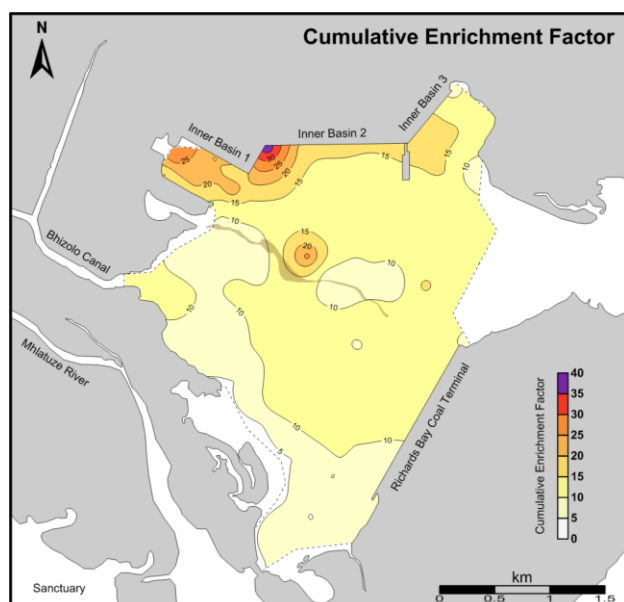 Cumulative Enrichment Factor
N
Inner Basin 1
Inner Basin 2
Inner Basin 3
25
30
25
20
15
20
15
15
15
10
10
10
15
20
10
10
10
10
10
5
Bhizolo Canal
Mhlatuze River
Richards Bay Coal Terminal
Cumulative Enrichment Factor
40
35
30
25
20
15
10
5
0
Sanctuary
km
0 0.5 1 1.5